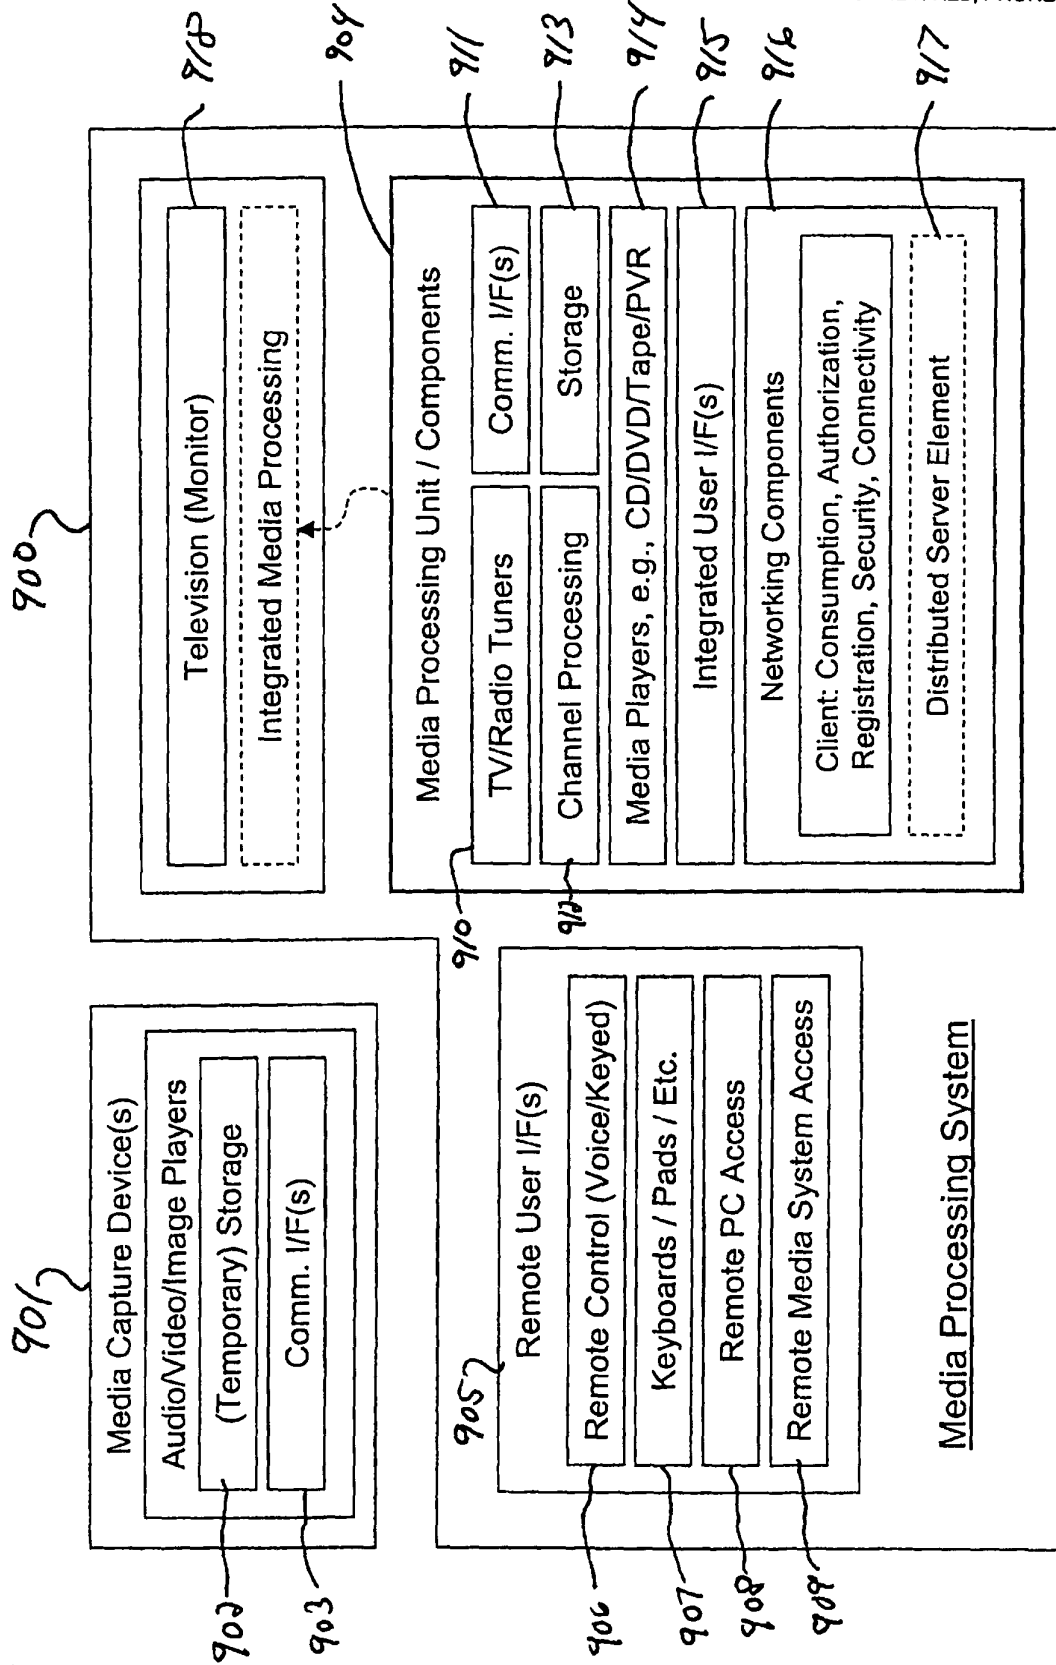 900
901
Media Capture Device(s)
Audio/Video/Image Players
(Temporary) Storage
Comm. I/F(s)
902
903
Television (Monitor)
Integrated Media Processing
918
904
Media Processing Unit / Components
TV/Radio Tuners
Comm. I/F(s)
910
911
Channel Processing
Storage
912
913
Media Players, e.g., CD/DVD/Tape/PVR
914
Integrated User I/F(s)
915
Networking Components
916
Client: Consumption, Authorization,
Registration, Security, Connectivity
Distributed Server Element
917
905
Remote User I/F(s)
Remote Control (Voice/Keyed)
906
Keyboards / Pads / Etc.
907
Remote PC Access
908
Remote Media System Access
909
Media Processing System